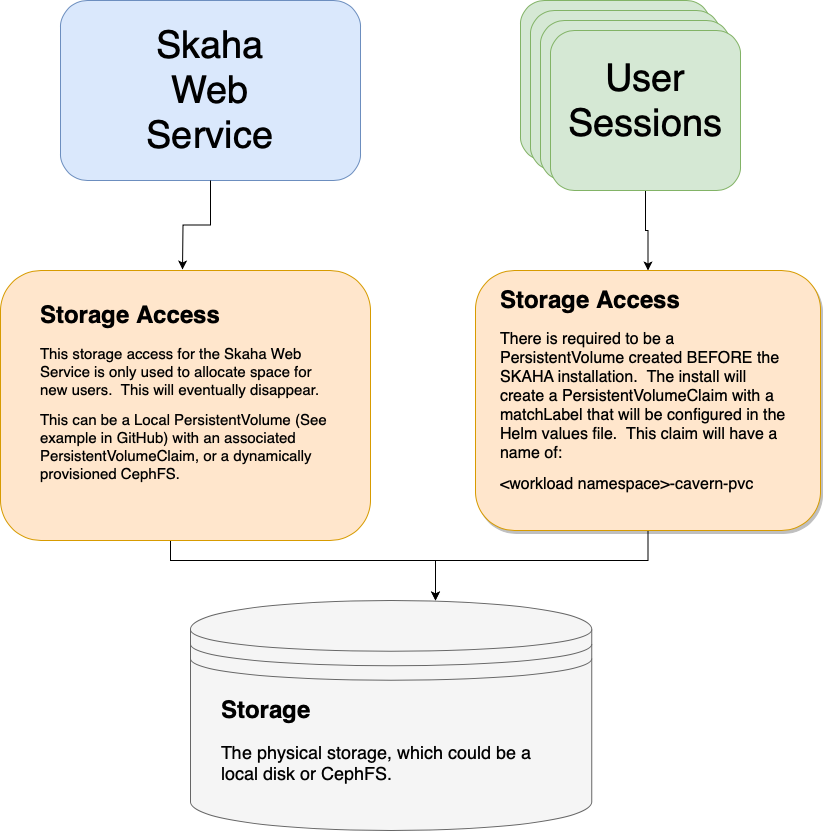 Skaha
Web
Service
User
Sessions
Storage Access
This storage access for the Skaha Web
Service is only used to allocate space for
new users.  This will eventually disappear.
This can be a Local PersistentVolume (See
example in GitHub) with an associated
PersistentVolumeClaim, or a dynamically
provisioned CephFS.
Storage Access
There is required to be a
PersistentVolume created BEFORE the
SKAHA installation.  The install will
create a PersistentVolumeClaim with a
matchLabel that will be configured in the
Helm values file.  This claim will have a
name of:
<workload namespace>-cavern-pvc
Storage
The physical storage, which could be a
local disk or CephFS.